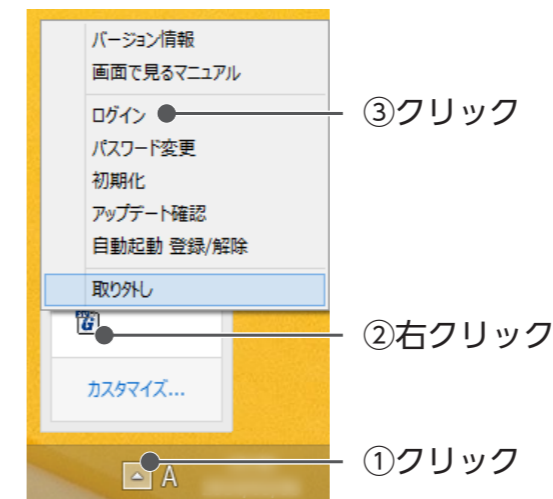 バージョン情報
画面で見るマニュアル
ログイン
③クリック
パスワード変更
初期化
アップデート確認
自動起動 登録/解除
取り外し
G
②右クリック
カスタマイズ...
①クリック
A